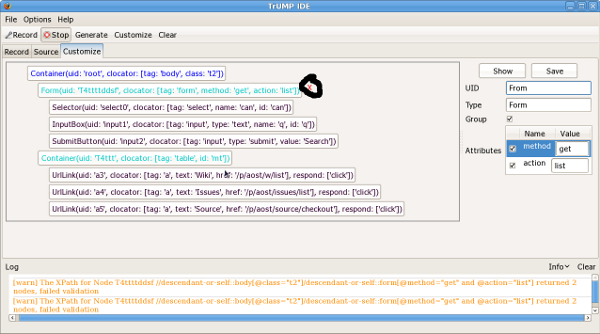 TrUMP IDE
File Options Help
Record Stop Generate Customize Clear
Record Source Customize
Container(uid: 'root', clocator: [tag: 'body', class: 't2'])
Form(uid: 'T4ttttddsf', clocator: [tag: 'form', method: 'get', action: 'list'])
Selector(uid: 'select0', clocator: [tag: 'select', name: 'can', id: 'can'])
InputBox(uid: 'input1', clocator: [tag: 'input', type: 'text', name: 'q', id: 'q'])
SubmitButton(uid: 'input2', clocator: [tag: 'input', type: 'submit', value: 'Search'])
Container(uid: 'T4ttt', clocator: [tag: 'table', id: 'mt'])
UrlLink(uid: 'a3', clocator: [tag: 'a', text: 'Wiki', href: '/p/aost/w/list'], respond: ['click'])
UrlLink(uid: 'a4', clocator: [tag: 'a', text: 'Issues', href: '/p/aost/issues/list'], respond: ['click'])
UrlLink(uid: 'a5', clocator: [tag: 'a', text: 'Source', href: '/p/aost/source/checkout'], respond: ['click'])
Show Save
UID From
Type Form
Group
Attributes
Name Value
method get
action list
Log Info Clear
[warn] The XPath for Node T4ttttddsf //descendant-or-self::body[@class="t2"]/descendant-or-self::form[@method="get" and @action="list"] returned 2
nodes, failed validation
[warn] The XPath for Node T4ttttddsf //descendant-or-self::body[@class="t2"]/descendant-or-self::form[@method="get" and @action="list"] returned 2
nodes, failed validation